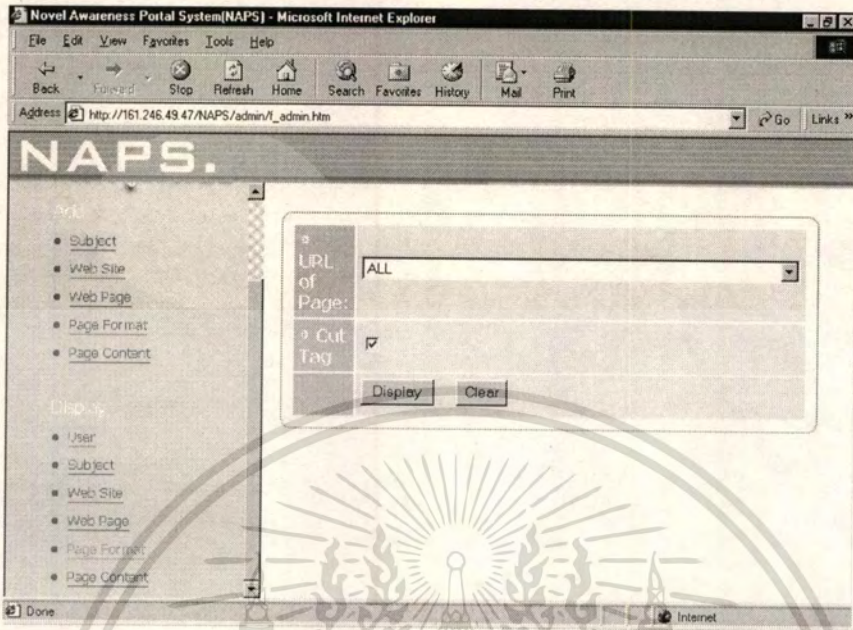 Novel Awareness Portal System(NAPS) - Microsoft Internet Explorer
File Edit View Favorites Tools Help
Back Forward Stop Refresh Home Search Favorites History Mail Print
Address http://161.246.49.47/NAPS/admin/f_admin.htm Go Links »
NAPS.
Add
Subject
Web Site
Web Page
Page Format
Page Content
Display
User
Subject
Web Site
Web Page
Page Format
Page Content
URL
of
Page:
ALL
Cut
Tag
Display Clear
Done Internet